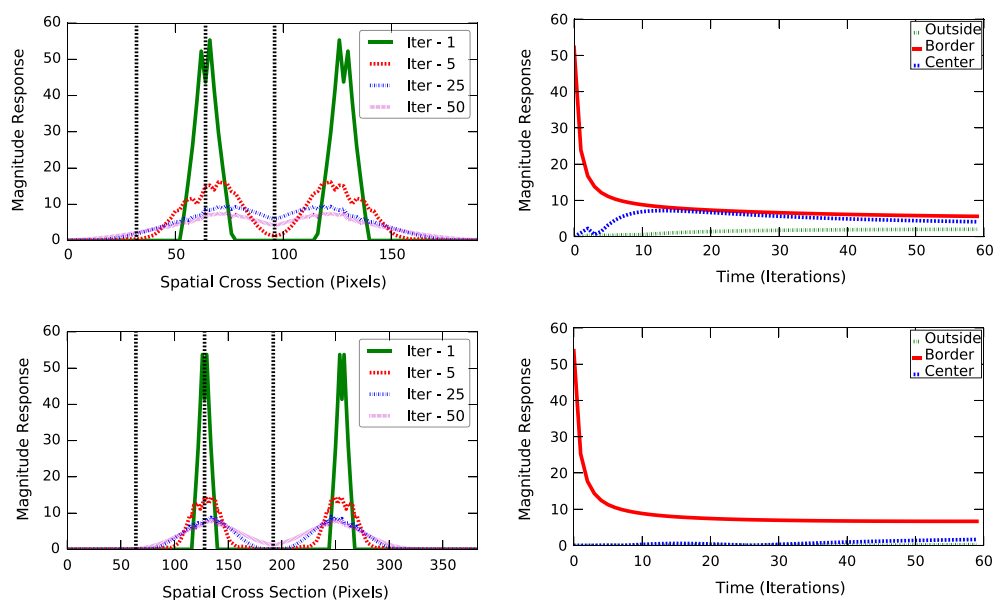 60
50
40
30
20
10
0
Magnitude Response
Iter - 1
Iter - 5
Iter - 25
Iter - 50
0
50
100
150
Spatial Cross Section (Pixels)
60
50
40
30
20
10
0
Magnitude Response
Outside
Border
Center
0
10
20
30
40
50
60
Time (Iterations)
60
50
40
30
20
10
0
Magnitude Response
Iter - 1
Iter - 5
Iter - 25
Iter - 50
0
50
100
150
200
250
300
350
Spatial Cross Section (Pixels)
60
50
40
30
20
10
0
Magnitude Response
Outside
Border
Center
0
10
20
30
40
50
60
Time (Iterations)